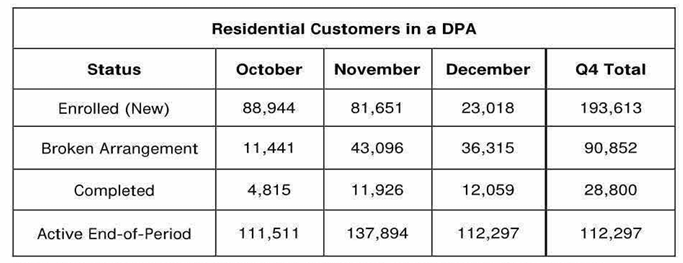 Residential Customers in a DPA
Status October November December Q4 Total
Enrolled (New) 88,944 81,651 23,018 193,613
Broken Arrangement 11,441 43,096 36,315 90,852
Completed 4,815 11,926 12,059 28,800
Active End-of-Period 111,511 137,894 112,297 112,297